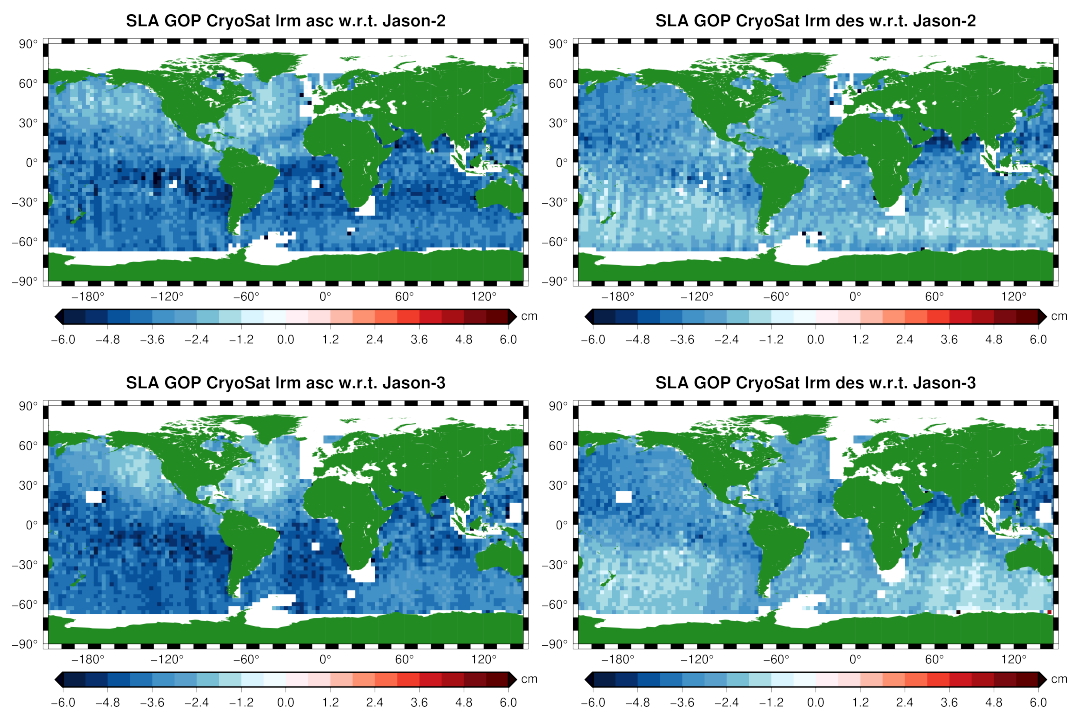 SLA GOP CryoSat lrm asc w.r.t. Jason-2
90°
60°
30°
0°
−30°
−60°
−90°
−180° −120° −60° 0° 60° 120°
cm
−6.0 −4.8 −3.6 −2.4 −1.2 0.0 1.2 2.4 3.6 4.8 6.0
SLA GOP CryoSat lrm des w.r.t. Jason-2
90°
60°
30°
0°
−30°
−60°
−90°
−180° −120° −60° 0° 60° 120°
cm
−6.0 −4.8 −3.6 −2.4 −1.2 0.0 1.2 2.4 3.6 4.8 6.0
SLA GOP CryoSat lrm asc w.r.t. Jason-3
90°
60°
30°
0°
−30°
−60°
−90°
−180° −120° −60° 0° 60° 120°
cm
−6.0 −4.8 −3.6 −2.4 −1.2 0.0 1.2 2.4 3.6 4.8 6.0
SLA GOP CryoSat lrm des w.r.t. Jason-3
90°
60°
30°
0°
−30°
−60°
−90°
−180° −120° −60° 0° 60° 120°
cm
−6.0 −4.8 −3.6 −2.4 −1.2 0.0 1.2 2.4 3.6 4.8 6.0